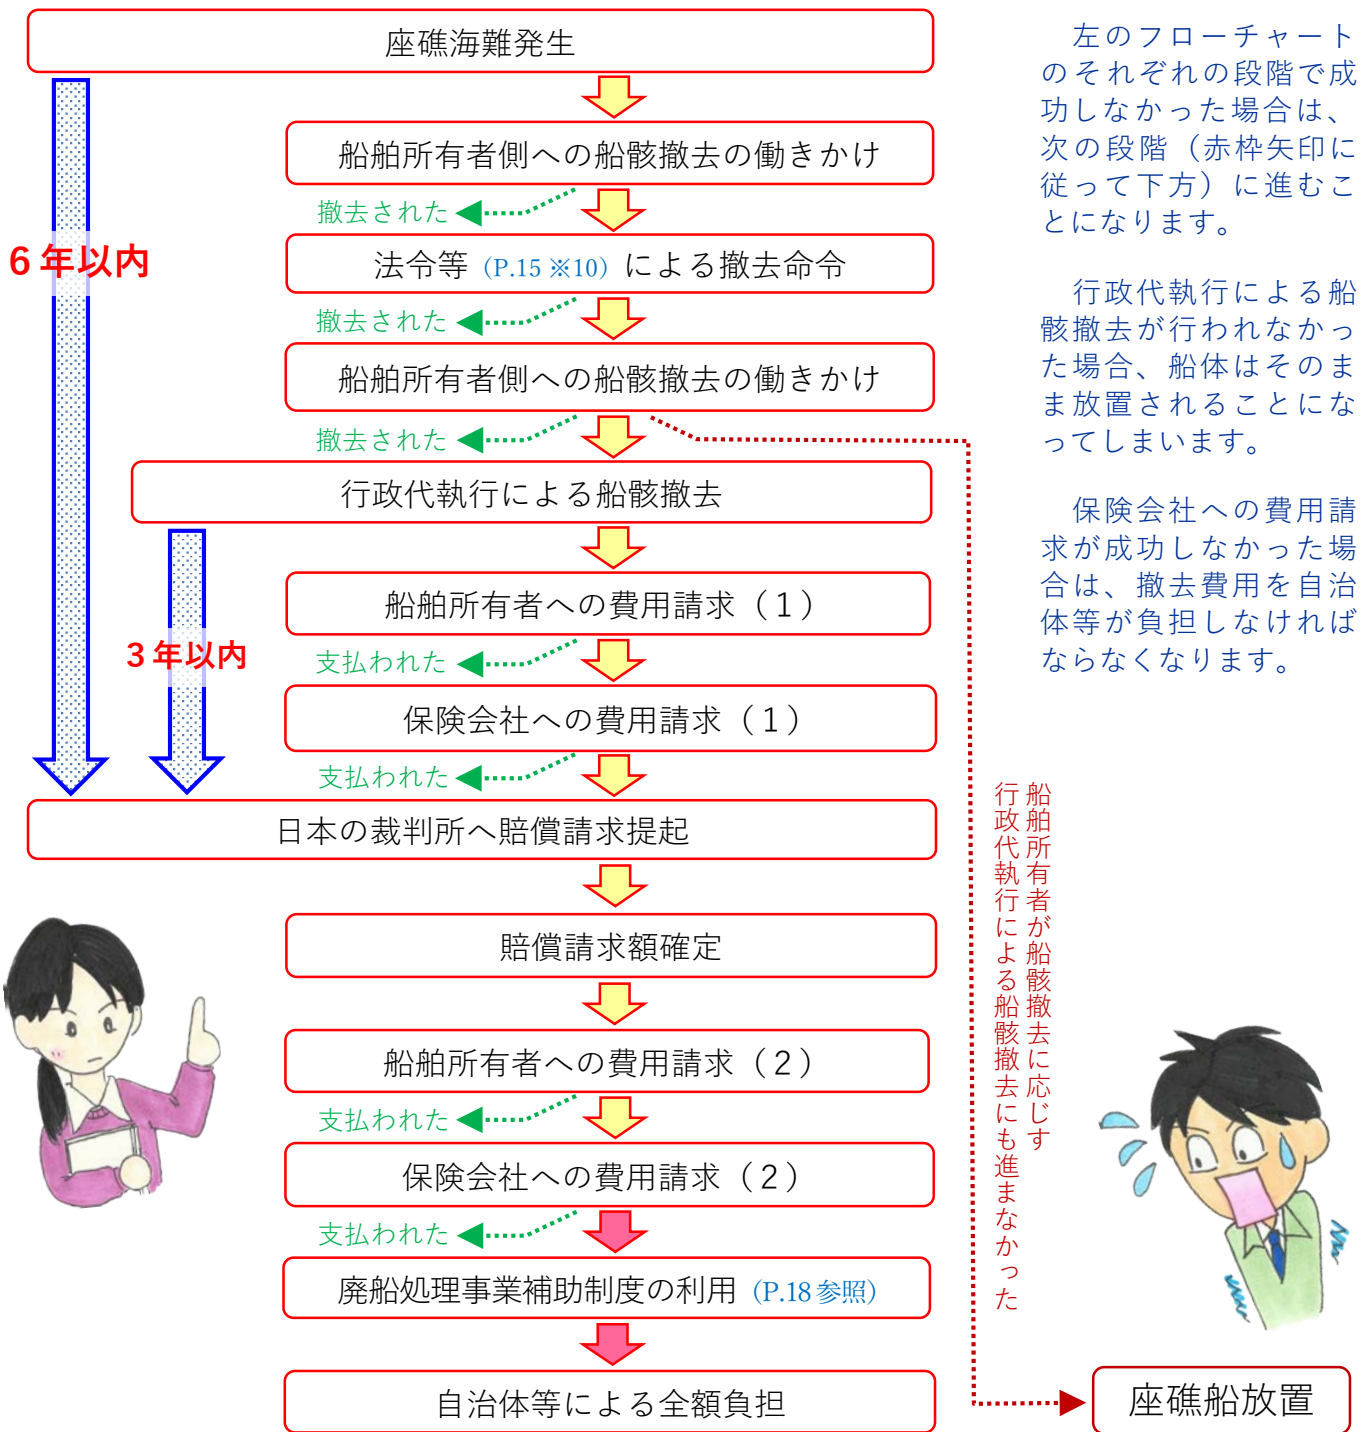 座礁海難発生
船舶所有者側への船骸撤去の働きかけ
撤去された
6年以内
法令等（P.15 ※10）による撤去命令
撤去された
船舶所有者側への船骸撤去の働きかけ
撤去された
行政代執行による船骸撤去
船舶所有者への費用請求（１）
3年以内
支払われた
保険会社への費用請求（１）
支払われた
日本の裁判所へ賠償請求提起
賠償請求額確定
船舶所有者への費用請求（２）
支払われた
保険会社への費用請求（２）
支払われた
廃船処理事業補助制度の利用（P.18 参照）
自治体等による全額負担
左のフローチャート
のそれぞれの段階で成
功しなかった場合は、
次の段階（赤枠矢印に
従って下方）に進むこ
とになります。
行政代執行による船
骸撤去が行われなかっ
た場合、船体はそのま
ま放置されることにな
ってしまいます。
保険会社への費用請
求が成功しなかった場
合は、撤去費用を自治
体等が負担しなければ
ならなくなります。
船舶所有者が船骸撤去に応じす
行政代執行による船骸撤去にも進まなかった
座礁船放置